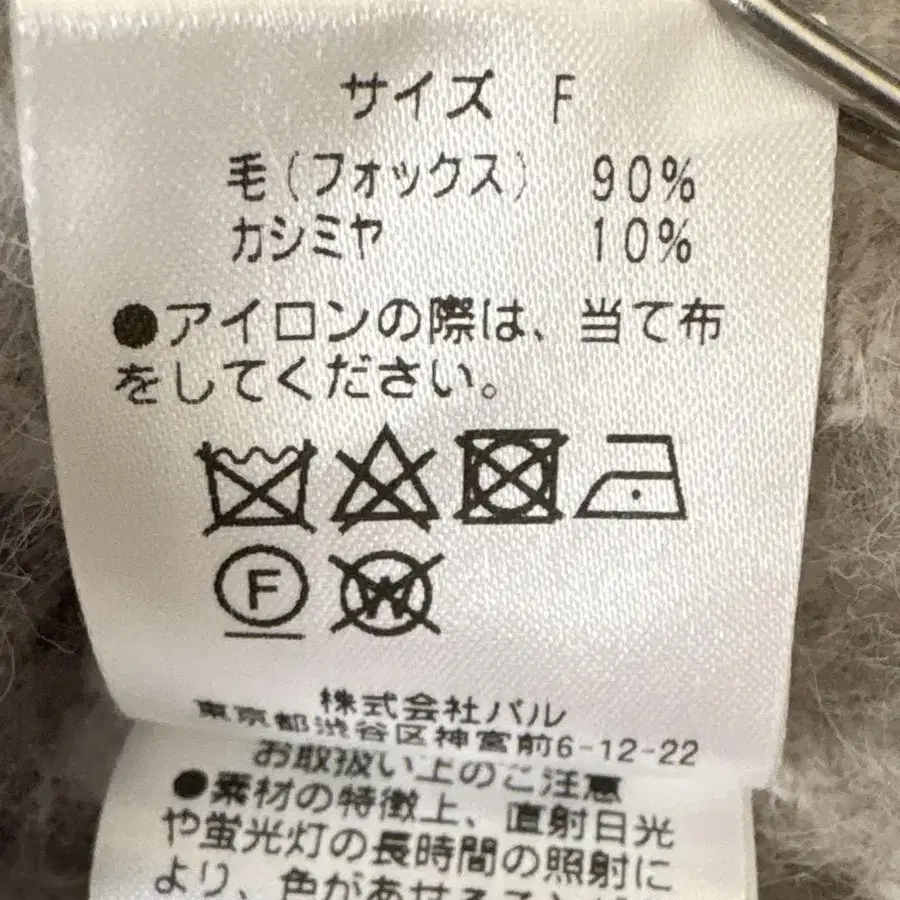 サイズ F
毛(フォックス) 90%
カシミヤ 10%
●アイロンの際は、当て布
をしてください。
F
W
株式会社パル
東京都渋谷区神宮前6-12-22
お取扱い上のご注意
●素材の特徴上、直射日光
や蛍光灯の長時間の照射に
より、色があせる